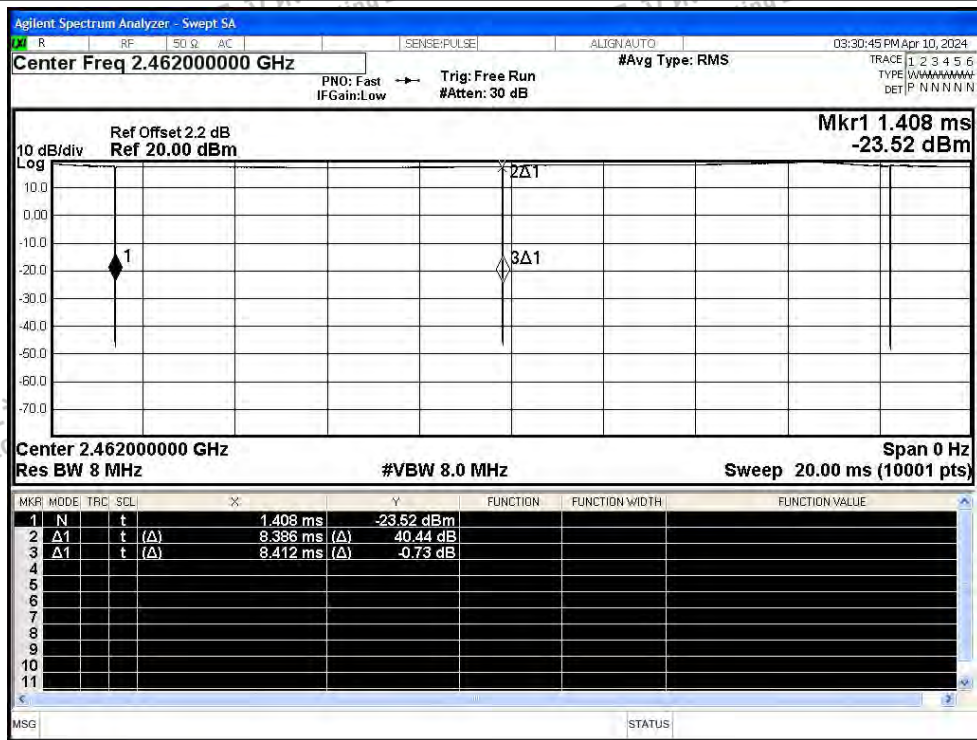 Agilent Spectrum Analyzer - Swept SA
R RF 50 Ω AC SENSE:PULSE ALIGN AUTO 03:30:45 PM Apr 10, 2024
Center Freq 2.462000000 GHz
PNO: Fast
IFGain:Low
Trig: Free Run
#Atten: 30 dB
#Avg Type: RMS
TRACE 1 2 3 4 5 6
TYPE WWWWWW
DET P N N N N N
Mkr1 1.408 ms
-23.52 dBm
Ref Offset 2.2 dB
10 dB/div Ref 20.00 dBm
Log
10.0
0.00
-10.0
-20.0
-30.0
-40.0
-50.0
-60.0
-70.0
2Δ1
1
3Δ1
Center 2.462000000 GHz Span 0 Hz
Res BW 8 MHz #VBW 8.0 MHz Sweep 20.00 ms (10001 pts)
MKR MODE TRC SCL X Y FUNCTION FUNCTION WIDTH FUNCTION VALUE
1 N t 1.408 ms -23.52 dBm
2 Δ1 t (Δ) 8.386 ms (Δ) 40.44 dB
3 Δ1 t (Δ) 8.412 ms (Δ) -0.73 dB
4
5
6
7
8
9
10
11
MSG STATUS